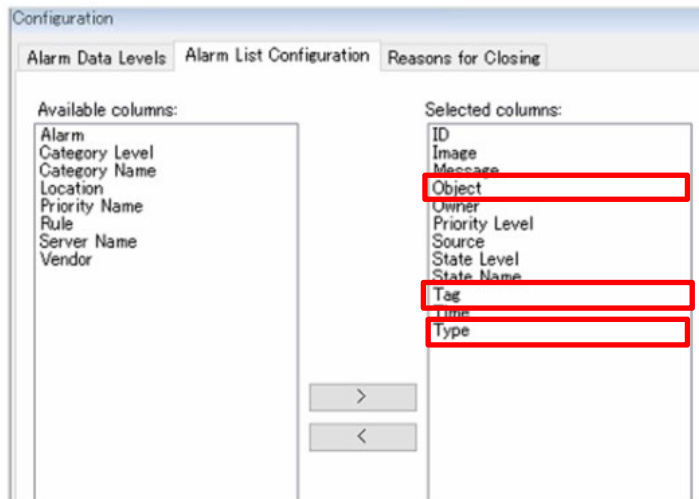 Configuration
Alarm Data Levels
Alarm List Configuration
Reasons for Closing
Available columns:
Alarm
Category Level
Category Name
Location
Priority Name
Rule
Server Name
Vendor
>
<
Selected columns:
ID
Image
Message
Object
Owner
Priority Level
Source
State Level
State Name
Tag
Time
Type